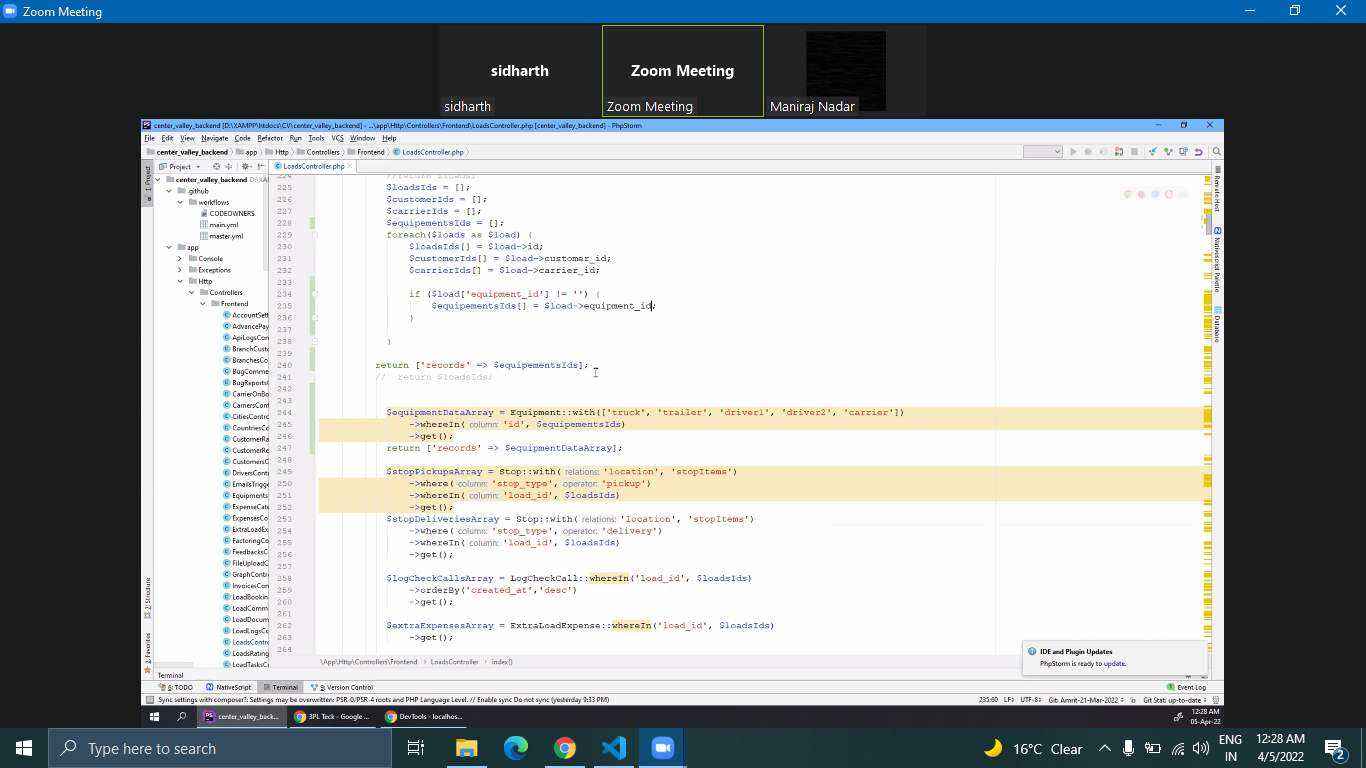 Zoom Meeting
sidharth
Zoom Meeting
sidharth
Zoom Meeting
Maniraj Nadar
center_valley_backend [D:\XAMPP\htdocs\CV\center_valley_backend] - ...\app\Http\Controllers\Frontend\LoadsController.php [center_valley_backend] - PhpStorm
File Edit View Navigate Code Refactor Run Tools VCS Window Help
center_valley_backend app Http Controllers Frontend LoadsController.php
Project
LoadsController.php
1: Project
center_valley_backend D:\XA
.github
workflows
CODEOWNERS
main.yml
master.yml
app
Console
Exceptions
Http
Controllers
Frontend
AccountSett
AdvancePay
ApiLogsCon
BranchCust
BranchesCo
BugComme
BugReports
CarrierOnBo
CarriersCont
CitiesContro
CountriesCo
CustomerRa
CustomerRe
CustomersC
DriversConti
EmailsTrigge
Equipments
ExpenseCate
ExpensesCo
ExtraLoadEx
FactoringCo
FeedbacksC
FileUploadC
GraphContr
InvoicesCon
LoadBookin
LoadComm
LoadDocum
LoadLogsCo
LoadsContro
LoadsRating
LoadTasksC
224 //return $loads;
225 $loadsIds = [];
226 $customerIds = [];
227 $carrierIds = [];
228 $equipementsIds = [];
229 foreach($loads as $load) {
230 $loadsIds[] = $load->id;
231 $customerIds[] = $load->customer_id;
232 $carrierIds[] = $load->carrier_id;
233
234 if ($load['equipment_id'] != '') {
235 $equipementsIds[] = $load->equipment_id;
236 }
237
238 }
239
240 return ['records' => $equipementsIds];
241 // return $loadsIds;
242
243
244 $equipmentDataArray = Equipment::with(['truck', 'trailer', 'driver1', 'driver2', 'carrier'])
245 ->whereIn( column: 'id', $equipementsIds)
246 ->get();
247 return ['records' => $equipmentDataArray];
248
249 $stopPickupsArray = Stop::with( relations: 'location', 'stopItems')
250 ->where( column: 'stop_type', operator: 'pickup')
251 ->whereIn( column: 'load_id', $loadsIds)
252 ->get();
253 $stopDeliveriesArray = Stop::with( relations: 'location', 'stopItems')
254 ->where( column: 'stop_type', operator: 'delivery')
255 ->whereIn( column: 'load_id', $loadsIds)
256 ->get();
257
258 $logCheckCallsArray = LogCheckCall::whereIn('load_id', $loadsIds)
259 ->orderBy('created_at','desc')
260 ->get();
261
262 $extraExpensesArray = ExtraLoadExpense::whereIn('load_id', $loadsIds)
263 ->get();
264
Remote Host
Nativescript Palette
Database
Z: Structure
2: Favorites
\App\Http\Controllers\Frontend LoadsController index()
IDE and Plugin Updates
PhpStorm is ready to update.
Terminal
6: TODO NativeScript Terminal 9: Version Control Event Log
Sync settings with composer?: Settings may be overwritten: PSR-0/PSR-4 roots and PHP Language Level. // Enable sync Do not sync (yesterday 9:33 PM)
235:60 LF: UTF-8: Git: Amrit-21-Mar-2022 Git Stat: up-to-date
center_valley_back...
3PL Teck - Google ...
DevTools - localhos...
12:28 AM
05-Apr-22
Type here to search
16°C Clear
ENG
IN
12:28 AM
4/5/2022
2